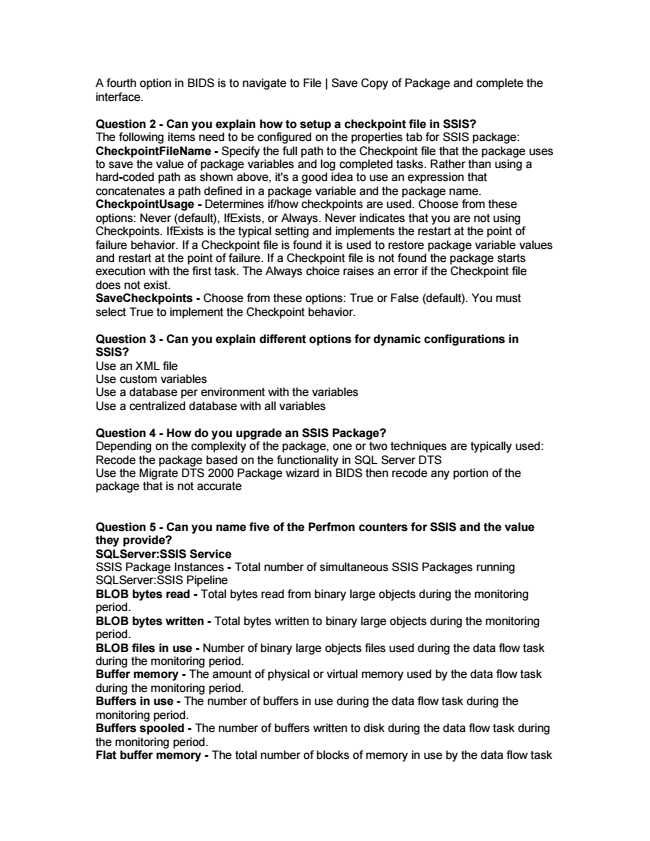 A fourth option in BIDS is to navigate to File | Save Copy of Package and complete the
interface.
Question 2 - Can you explain how to setup a checkpoint file in SSIS?
The following items need to be configured on the properties tab for SSIS package:
CheckpointFileName - Specify the full path to the Checkpoint file that the package uses
to save the value of package variables and log completed tasks. Rather than using a
hard-coded path as shown above, it's a good idea to use an expression that
concatenates a path defined in a package variable and the package name.
CheckpointUsage - Determines if/how checkpoints are used. Choose from these
options: Never (default), IfExists, or Always. Never indicates that you are not using
Checkpoints. IfExists is the typical setting and implements the restart at the point of
failure behavior. If a Checkpoint file is found it is used to restore package variable values
and restart at the point of failure. If a Checkpoint file is not found the package starts
execution with the first task. The Always choice raises an error if the Checkpoint file
does not exist.
SaveCheckpoints - Choose from these options: True or False (default). You must
select True to implement the Checkpoint behavior.
Question 3 - Can you explain different options for dynamic configurations in
SSIS?
Use an XML file
Use custom variables
Use a database per environment with the variables
Use a centralized database with all variables
Question 4 - How do you upgrade an SSIS Package?
Depending on the complexity of the package, one or two techniques are typically used:
Recode the package based on the functionality in SQL Server DTS
Use the Migrate DTS 2000 Package wizard in BIDS then recode any portion of the
package that is not accurate
Question 5 - Can you name five of the Perfmon counters for SSIS and the value
they provide?
SQLServer:SSIS Service
SSIS Package Instances - Total number of simultaneous SSIS Packages running
SQLServer:SSIS Pipeline
BLOB bytes read - Total bytes read from binary large objects during the monitoring
period.
BLOB bytes written - Total bytes written to binary large objects during the monitoring
period.
BLOB files in use - Number of binary large objects files used during the data flow task
during the monitoring period.
Buffer memory - The amount of physical or virtual memory used by the data flow task
during the monitoring period.
Buffers in use - The number of buffers in use during the data flow task during the
monitoring period.
Buffers spooled - The number of buffers written to disk during the data flow task during
the monitoring period.
Flat buffer memory - The total number of blocks of memory in use by the data flow task